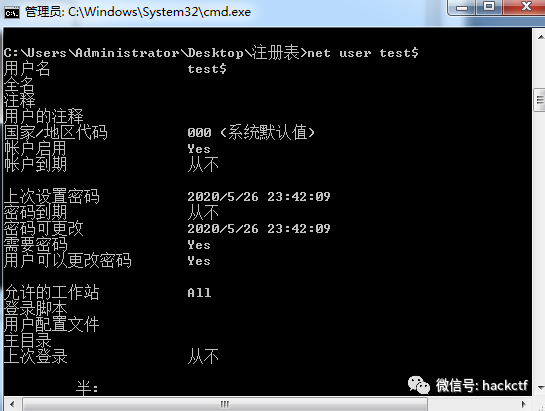 管理员: C:\Windows\System32\cmd.exe
C:\Users\Administrator\Desktop\注册表>net user test$
用户名 test$
全名
注释
用户的注释
国家/地区代码 000 (系统默认值)
帐户启用 Yes
帐户到期 从不
上次设置密码 2020/5/26 23:42:09
密码到期 从不
密码可更改 2020/5/26 23:42:09
需要密码 Yes
用户可以更改密码 Yes
允许的工作站 All
登录脚本
用户配置文件
主目录
上次登录 从不
半:
微信号: hackctf